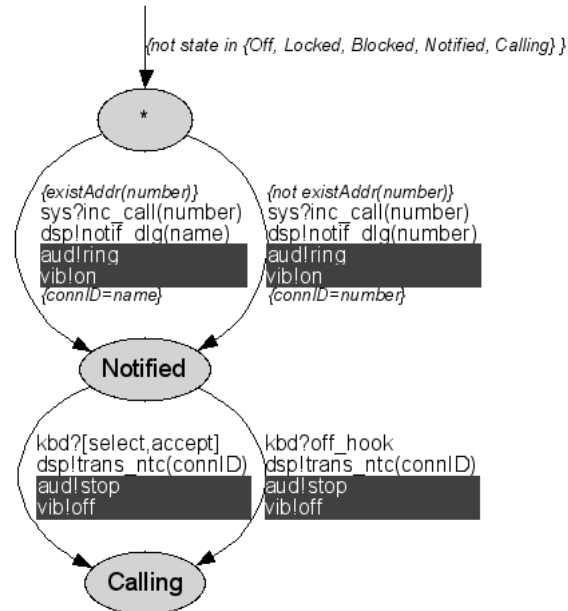 {not state in {Off, Locked, Blocked, Notified, Calling} }
*
{existAddr(number)}
sys?inc_call(number)
dsp!notif_dlg(name)
aud!ring
vib!on
{connID=name}
{not existAddr(number)}
sys?inc_call(number)
dsp!notif_dlg(number)
aud!ring
vib!on
{connID=number}
Notified
kbd?[select,accept]
dsp!trans_ntc(connID)
aud!stop
vib!off
kbd?off_hook
dsp!trans_ntc(connID)
aud!stop
vib!off
Calling